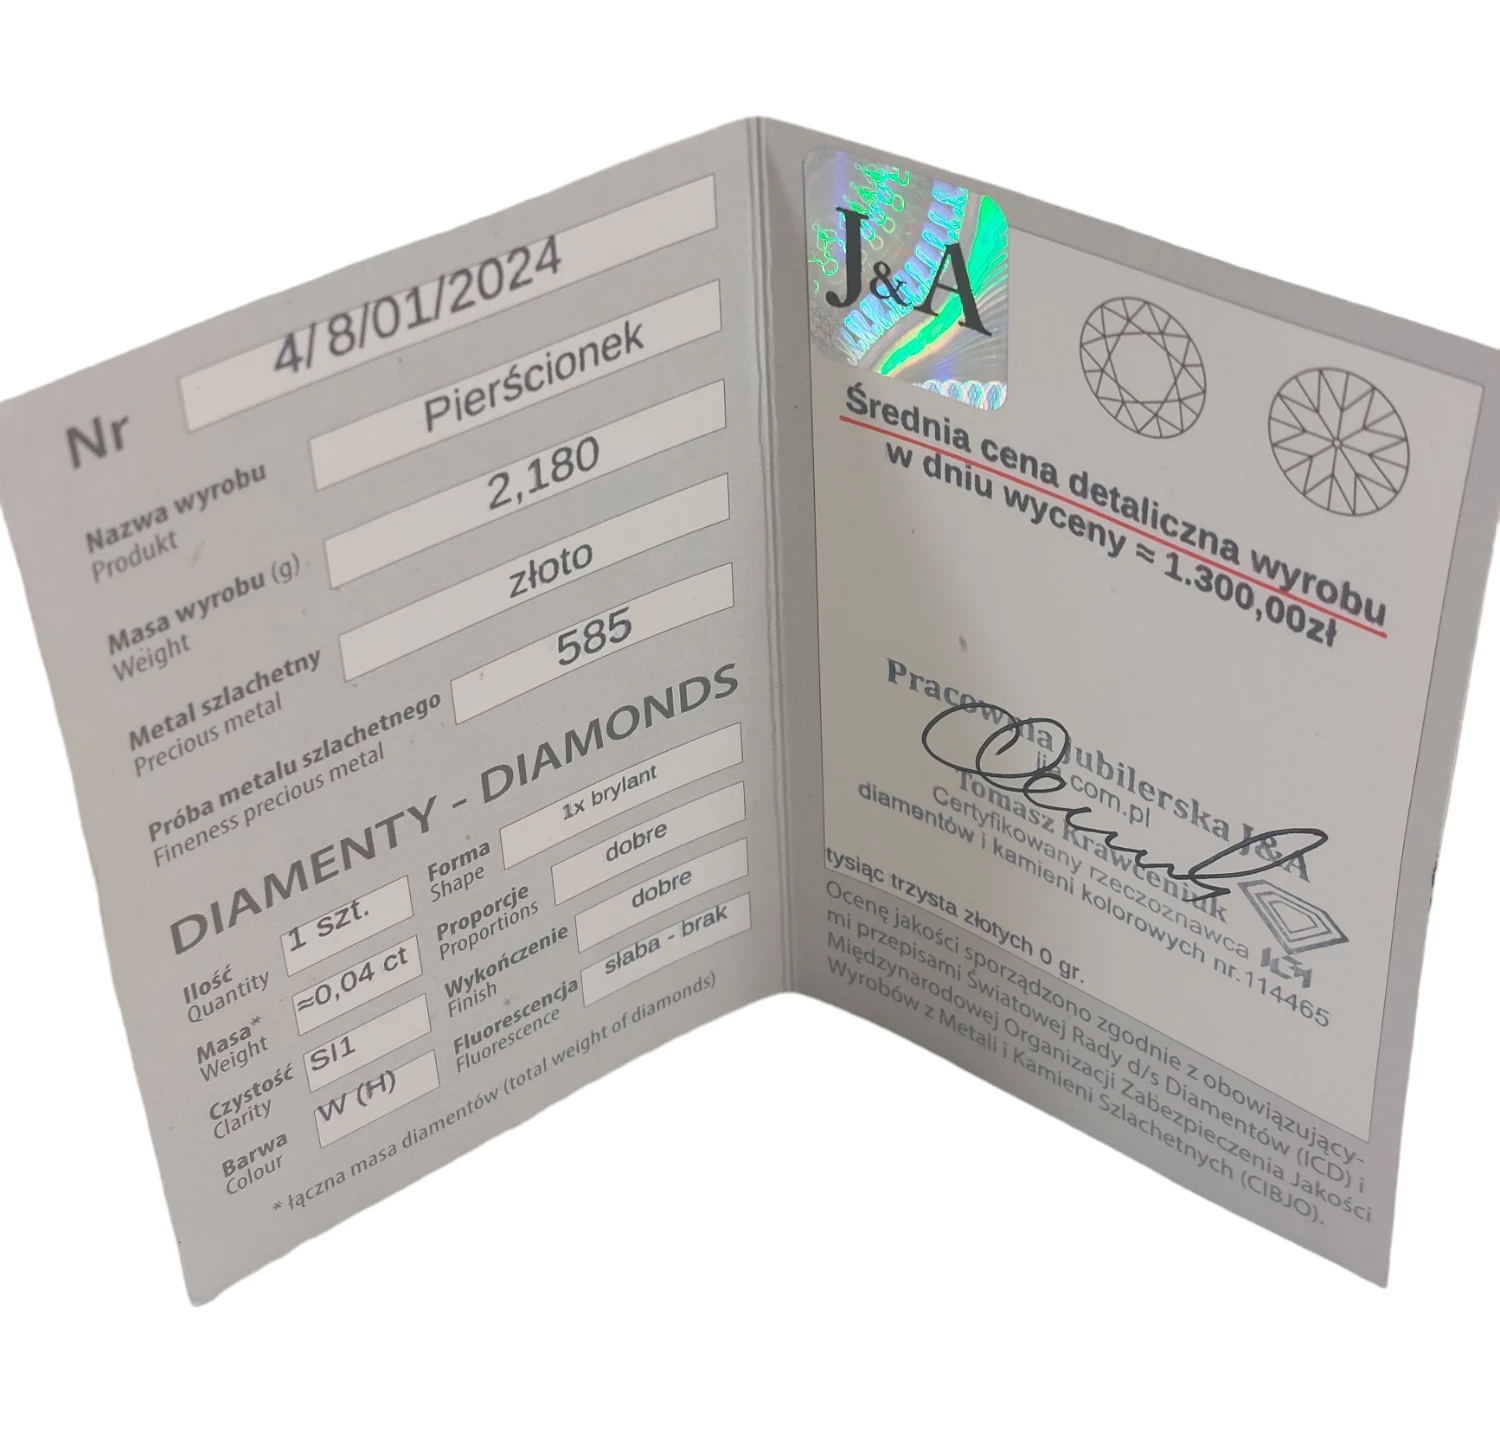 Nr 4/8/01/2024
Nazwa wyrobu Pierścionek
Produkt
Masa wyrobu (g) 2,180
Weight
Metal szlachetny złoto
Precious metal
Próba metalu szlachetnego 585
Fineness precious metal
DIAMENTY - DIAMONDS
Ilość 1 szt.
Quantity
Masa* ≈0,04 ct
Weight
Czystość SI1
Clarity
Barwa W (H)
Colour
Forma 1x brylant
Shape
Proporcje dobre
Proportions
Wykończenie dobre
Finish
Fluorescencja słaba - brak
Fluorescence
* łączna masa diamentów (total weight of diamonds)
J&A
Średnia cena detaliczna wyrobu
w dniu wyceny ≈ 1.300,00zł
Pracownia Jubilerska J&A
.com.pl
Tomasz Krawceniuk
Certyfikowany rzeczoznawca
diamentów i kamieni kolorowych nr.114465
tysiąc trzysta złotych 0 gr.
Ocenę jakości sporządzono zgodnie z obowiązujący-
mi przepisami Światowej Rady d/s Diamentów (ICD) i
Międzynarodowej Organizacji Zabezpieczenia Jakości
Wyrobów z Metali i Kamieni Szlachetnych (CIBJO).